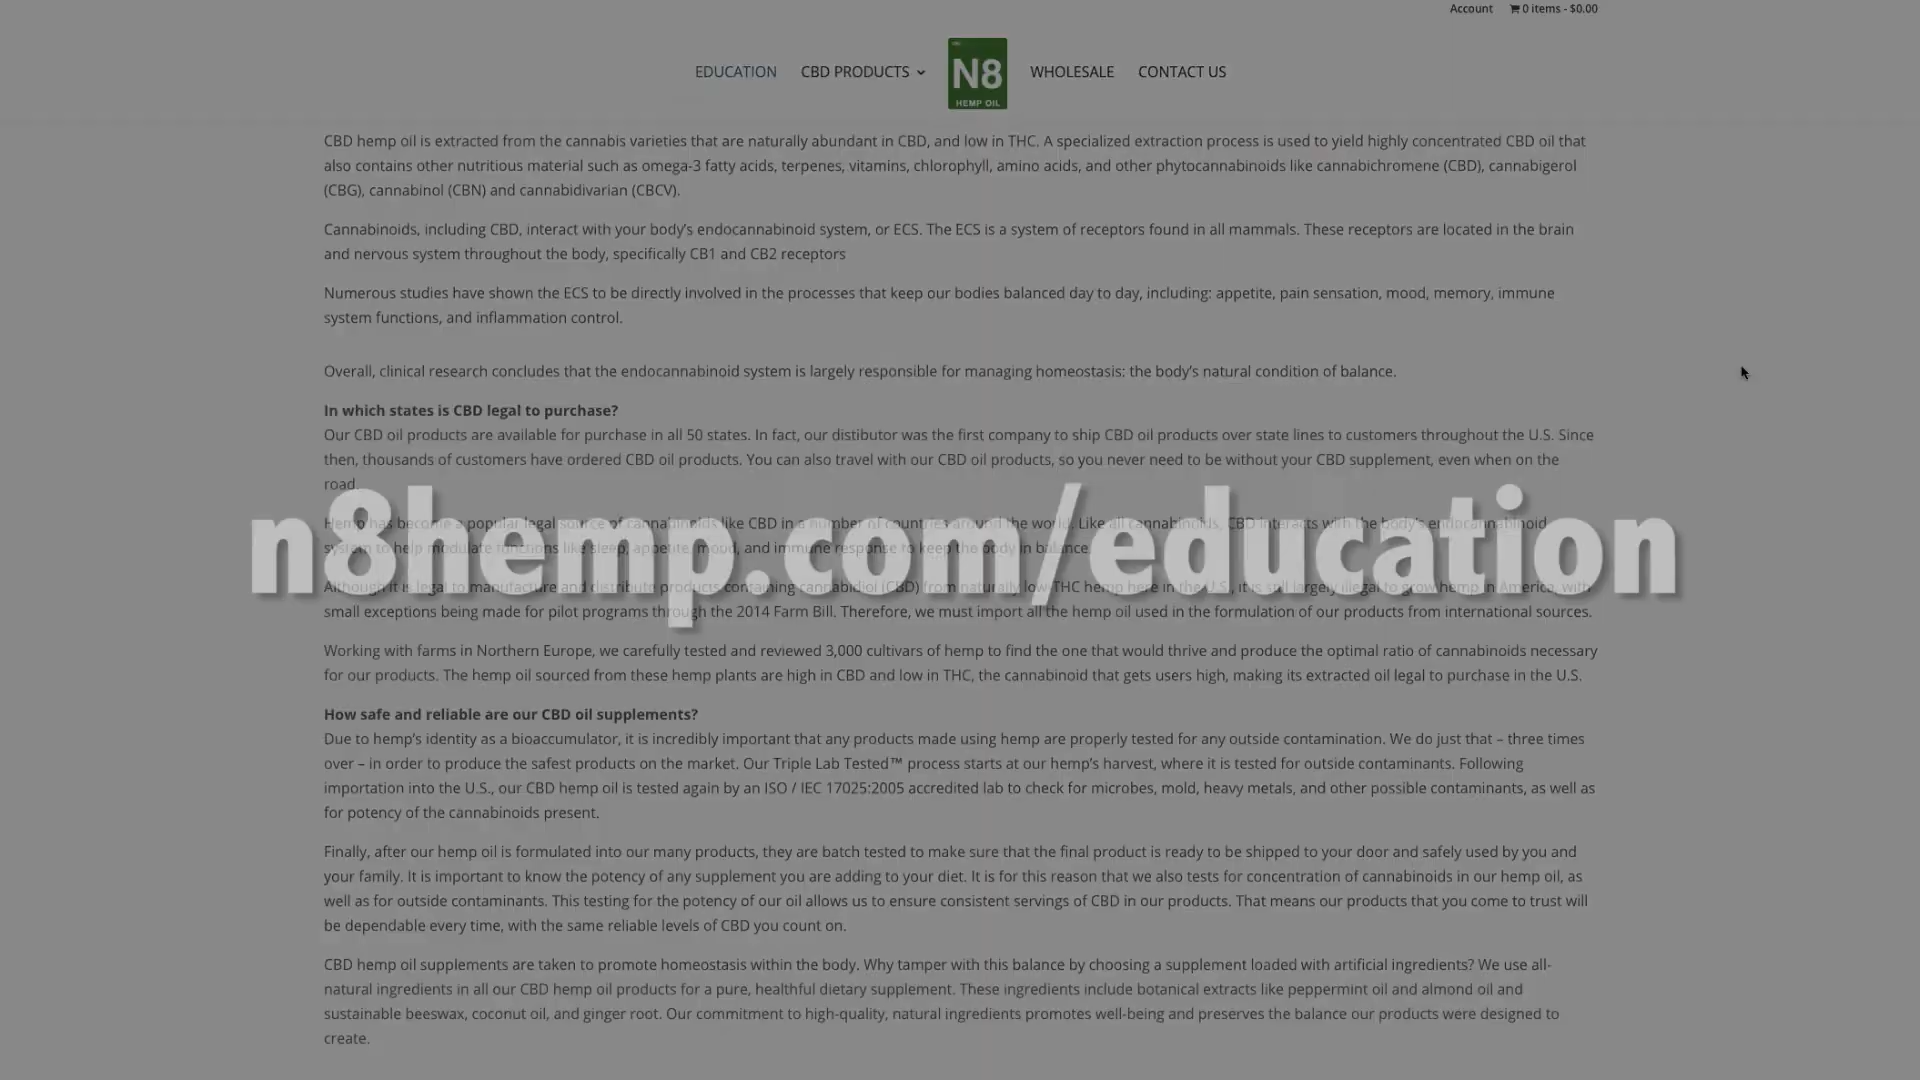 Account 0 items - $0.00
EDUCATION CBD PRODUCTS N8 HEMP OIL WHOLESALE CONTACT US
CBD hemp oil is extracted from the cannabis varieties that are naturally abundant in CBD, and low in THC. A specialized extraction process is used to yield highly concentrated CBD oil that
also contains other nutritious material such as omega-3 fatty acids, terpenes, vitamins, chlorophyll, amino acids, and other phytocannabinoids like cannabichromene (CBD), cannabigerol
(CBG), cannabinol (CBN) and cannabidivarian (CBCV).
Cannabinoids, including CBD, interact with your body's endocannabinoid system, or ECS. The ECS is a system of receptors found in all mammals. These receptors are located in the brain
and nervous system throughout the body, specifically CB1 and CB2 receptors
Numerous studies have shown the ECS to be directly involved in the processes that keep our bodies balanced day to day, including: appetite, pain sensation, mood, memory, immune
system functions, and inflammation control.
Overall, clinical research concludes that the endocannabinoid system is largely responsible for managing homeostasis: the body's natural condition of balance.
In which states is CBD legal to purchase?
Our CBD oil products are available for purchase in all 50 states. In fact, our distibutor was the first company to ship CBD oil products over state lines to customers throughout the U.S. Since
then, thousands of customers have ordered CBD oil products. You can also travel with our CBD oil products, so you never need to be without your CBD supplement, even when on the
road.
Hemp has become a popular legal source of cannabinoids like CBD in a number of countries around the world. Like all cannabinoids, CBD interacts with the body's endocannabinoid
system to help modulate functions like sleep, appetite, mood, and immune response to keep the body in balance.
n8hemp.com/education
Although it is legal to manufacture and distribute products containing cannabidiol (CBD) from naturally low-THC hemp here in the U.S., it is still largely illegal to grow hemp in America, with
small exceptions being made for pilot programs through the 2014 Farm Bill. Therefore, we must import all the hemp oil used in the formulation of our products from international sources.
Working with farms in Northern Europe, we carefully tested and reviewed 3,000 cultivars of hemp to find the one that would thrive and produce the optimal ratio of cannabinoids necessary
for our products. The hemp oil sourced from these hemp plants are high in CBD and low in THC, the cannabinoid that gets users high, making its extracted oil legal to purchase in the U.S.
How safe and reliable are our CBD oil supplements?
Due to hemp's identity as a bioaccumulator, it is incredibly important that any products made using hemp are properly tested for any outside contamination. We do just that – three times
over – in order to produce the safest products on the market. Our Triple Lab Tested™ process starts at our hemp's harvest, where it is tested for outside contaminants. Following
importation into the U.S., our CBD hemp oil is tested again by an ISO / IEC 17025:2005 accredited lab to check for microbes, mold, heavy metals, and other possible contaminants, as well as
for potency of the cannabinoids present.
Finally, after our hemp oil is formulated into our many products, they are batch tested to make sure that the final product is ready to be shipped to your door and safely used by you and
your family. It is important to know the potency of any supplement you are adding to your diet. It is for this reason that we also tests for concentration of cannabinoids in our hemp oil, as
well as for outside contaminants. This testing for the potency of our oil allows us to ensure consistent servings of CBD in our products. That means our products that you come to trust will
be dependable every time, with the same reliable levels of CBD you count on.
CBD hemp oil supplements are taken to promote homeostasis within the body. Why tamper with this balance by choosing a supplement loaded with artificial ingredients? We use all-
natural ingredients in all our CBD hemp oil products for a pure, healthful dietary supplement. These ingredients include botanical extracts like peppermint oil and almond oil and
sustainable beeswax, coconut oil, and ginger root. Our commitment to high-quality, natural ingredients promotes well-being and preserves the balance our products were designed to
create.